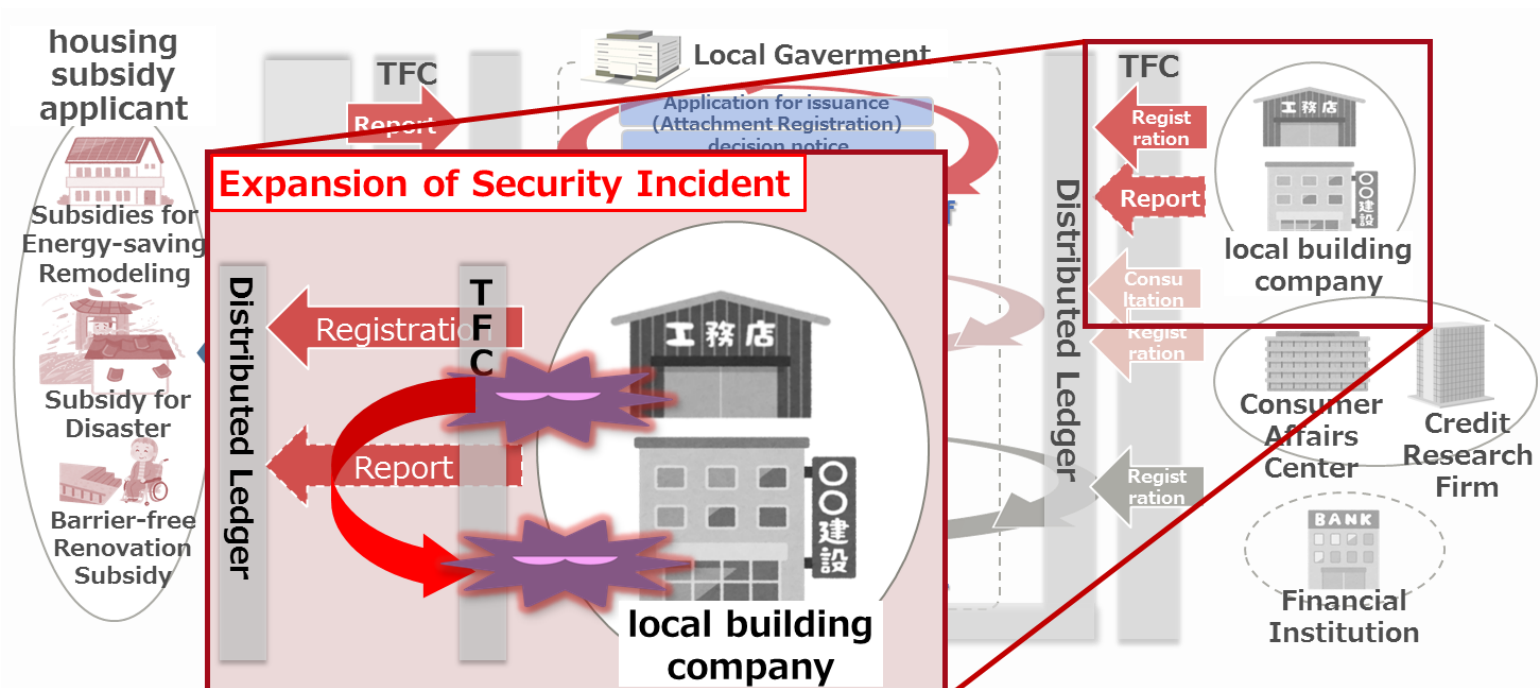 housing
subsidy
applicant
TFC
Report
Local Gaverment
Application for issuance
(Attachment Registration)
decision notice
Subsidies for
Energy-saving
Remodeling
Subsidy for
Disaster
Barrier-free
Renovation
Subsidy
Expansion of Security Incident
Distributed Ledger
TFC
Registration
Report
工務店
〇〇建設
local building
company
Distributed Ledger
TFC
Regist
ration
Report
Consu
ltation
Regist
ration
Regist
ration
工務店
〇〇建設
local building
company
Consumer
Affairs
Center
Credit
Research
Firm
BANK
Financial
Institution